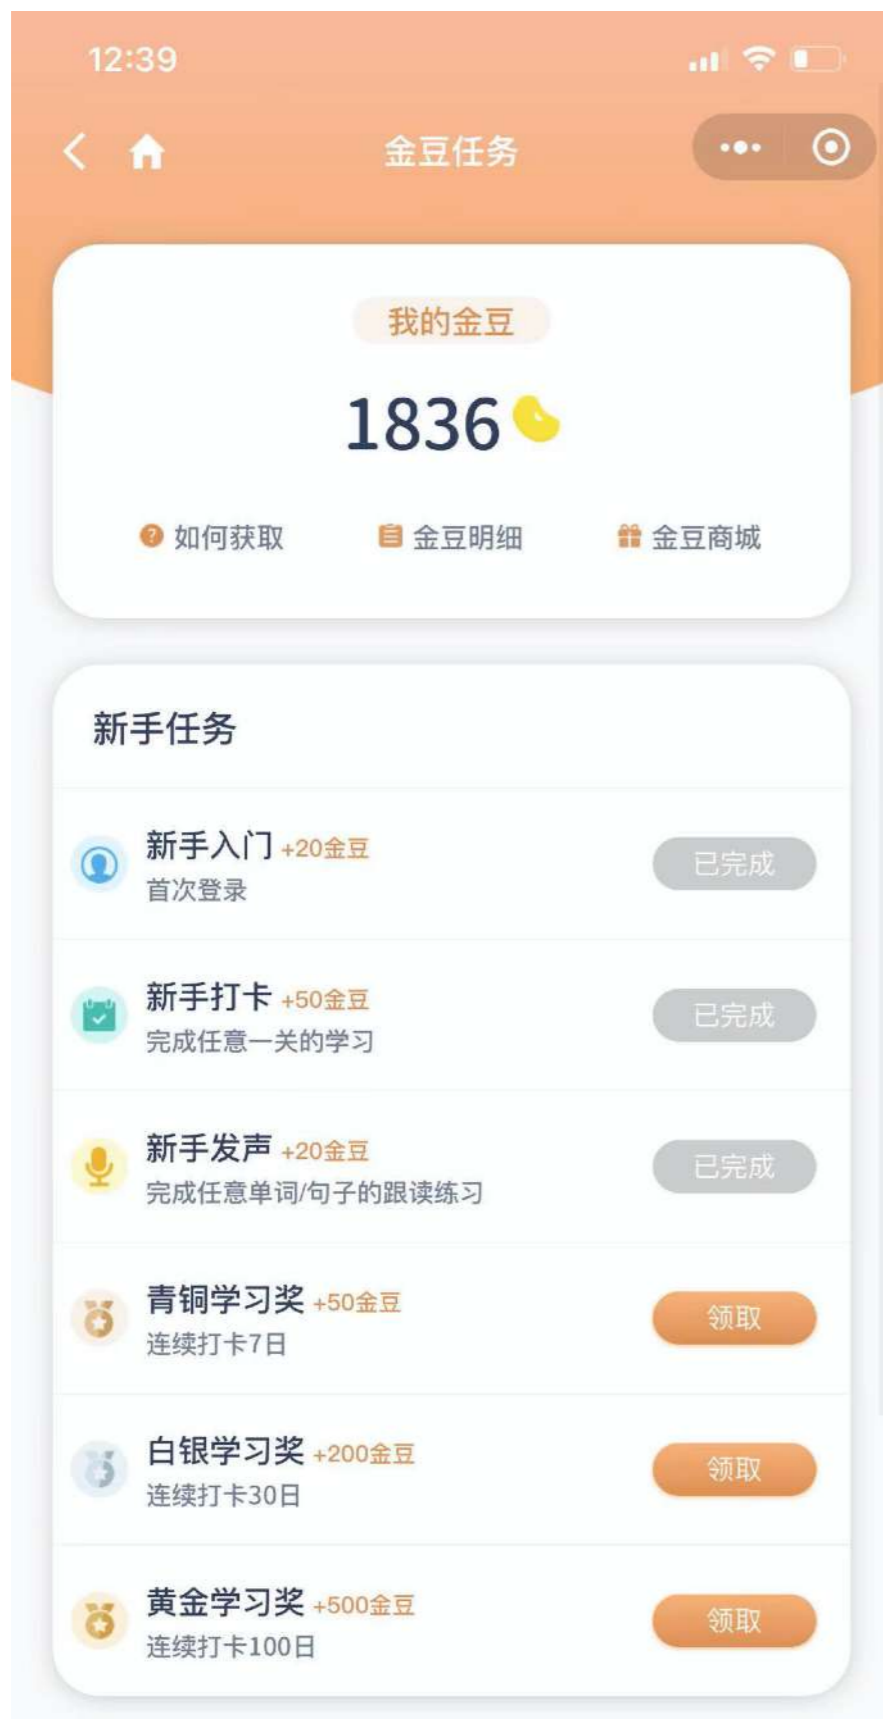 12:39
金豆任务
我的金豆
1836
如何获取 金豆明细 金豆商城
新手任务
新手入门 +20金豆
首次登录
已完成
新手打卡 +50金豆
完成任意一关的学习
已完成
新手发声 +20金豆
完成任意单词/句子的跟读练习
已完成
青铜学习奖 +50金豆
连续打卡7日
领取
白银学习奖 +200金豆
连续打卡30日
领取
黄金学习奖 +500金豆
连续打卡100日
领取